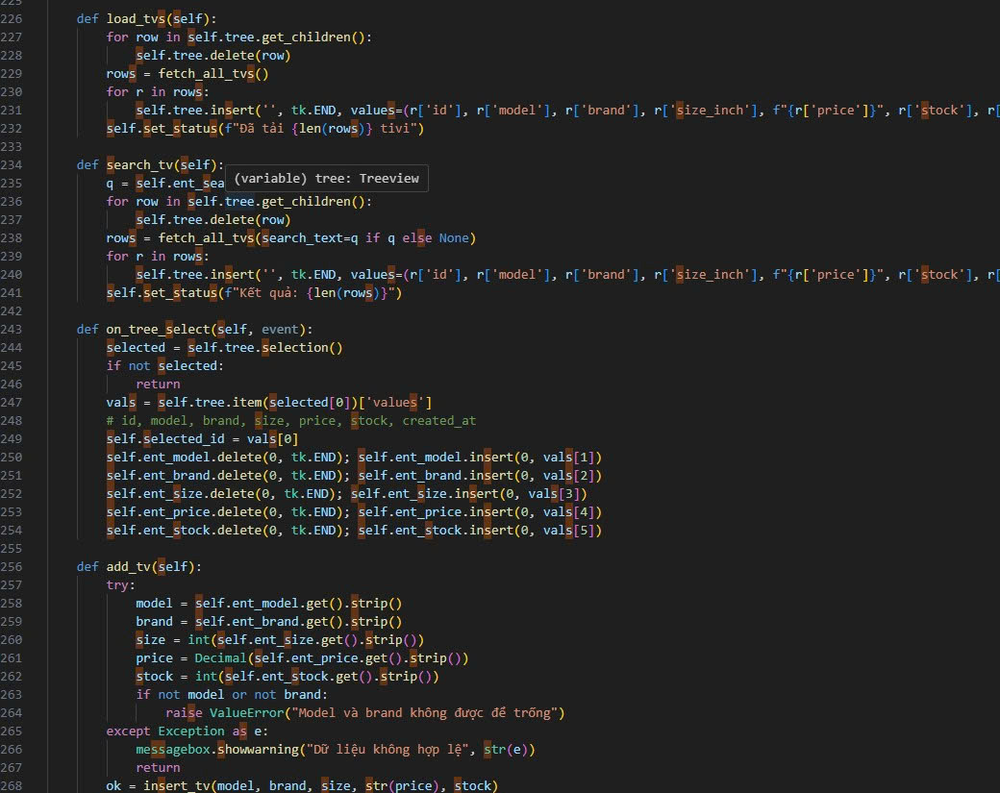 225
226 def load_tvs(self):
227 for row in self.tree.get_children():
228 self.tree.delete(row)
229 rows = fetch_all_tvs()
230 for r in rows:
231 self.tree.insert('', tk.END, values=(r['id'], r['model'], r['brand'], r['size_inch'], f"{r['price']}", r['stock'], r[
232 self.set_status(f"Đã tải {len(rows)} tivi")
233
234 def search_tv(self):
235 q = self.ent_sea
(variable) tree: Treeview
236 for row in self.tree.get_children():
237 self.tree.delete(row)
238 rows = fetch_all_tvs(search_text=q if q else None)
239 for r in rows:
240 self.tree.insert('', tk.END, values=(r['id'], r['model'], r['brand'], r['size_inch'], f"{r['price']}", r['stock'], r[
241 self.set_status(f"Kết quả: {len(rows)}")
242
243 def on_tree_select(self, event):
244 selected = self.tree.selection()
245 if not selected:
246 return
247 vals = self.tree.item(selected[0])['values']
248 # id, model, brand, size, price, stock, created_at
249 self.selected_id = vals[0]
250 self.ent_model.delete(0, tk.END); self.ent_model.insert(0, vals[1])
251 self.ent_brand.delete(0, tk.END); self.ent_brand.insert(0, vals[2])
252 self.ent_size.delete(0, tk.END); self.ent_size.insert(0, vals[3])
253 self.ent_price.delete(0, tk.END); self.ent_price.insert(0, vals[4])
254 self.ent_stock.delete(0, tk.END); self.ent_stock.insert(0, vals[5])
255
256 def add_tv(self):
257 try:
258 model = self.ent_model.get().strip()
259 brand = self.ent_brand.get().strip()
260 size = int(self.ent_size.get().strip())
261 price = Decimal(self.ent_price.get().strip())
262 stock = int(self.ent_stock.get().strip())
263 if not model or not brand:
264 raise ValueError("Model và brand không được để trống")
265 except Exception as e:
266 messagebox.showwarning("Dữ liệu không hợp lệ", str(e))
267 return
268 ok = insert_tv(model, brand, size, str(price), stock)